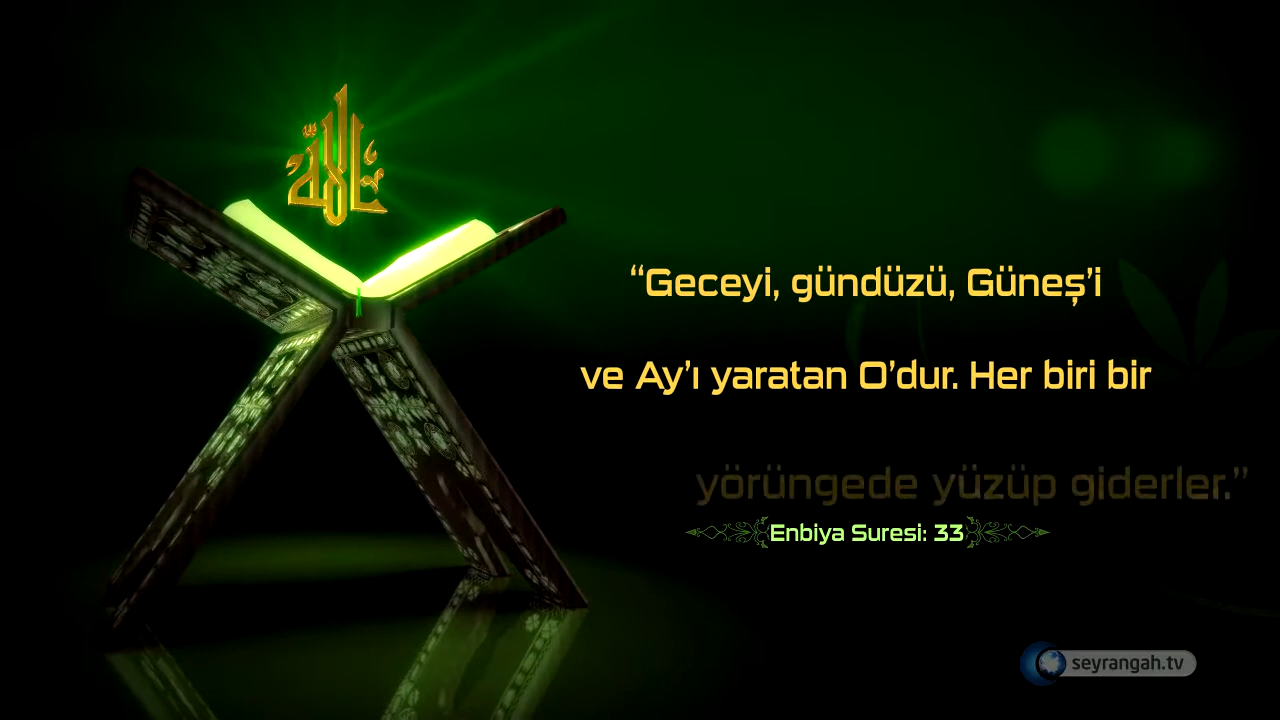 الله
“Geceyi, gündüzü, Güneş’i
ve Ay’ı yaratan O’dur. Her biri bir
yörüngede yüzüp giderler.”
Enbiya Suresi: 33
seyrangah.tv